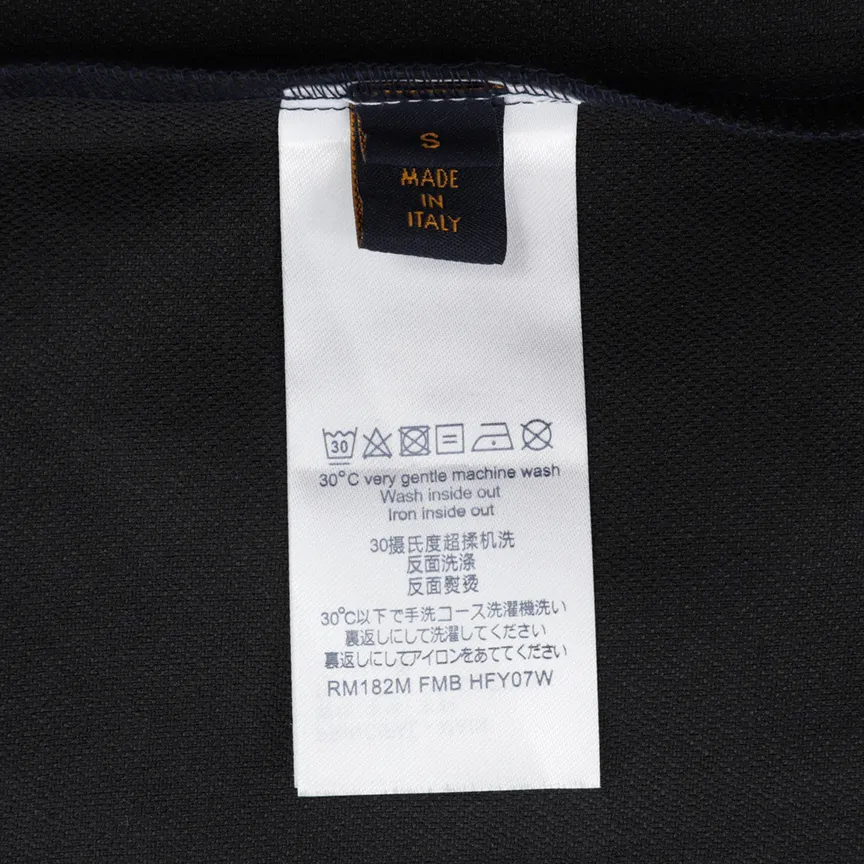 S
MADE
IN
ITALY
30
30°C very gentle machine wash
Wash inside out
Iron inside out
30摄氏度超揉机洗
反面洗涤
反面熨烫
30℃以下で手洗コース洗濯機洗い
裏返しにして洗濯してください
裏返しにしてアイロンをあててください
RM182M FMB HFY07W